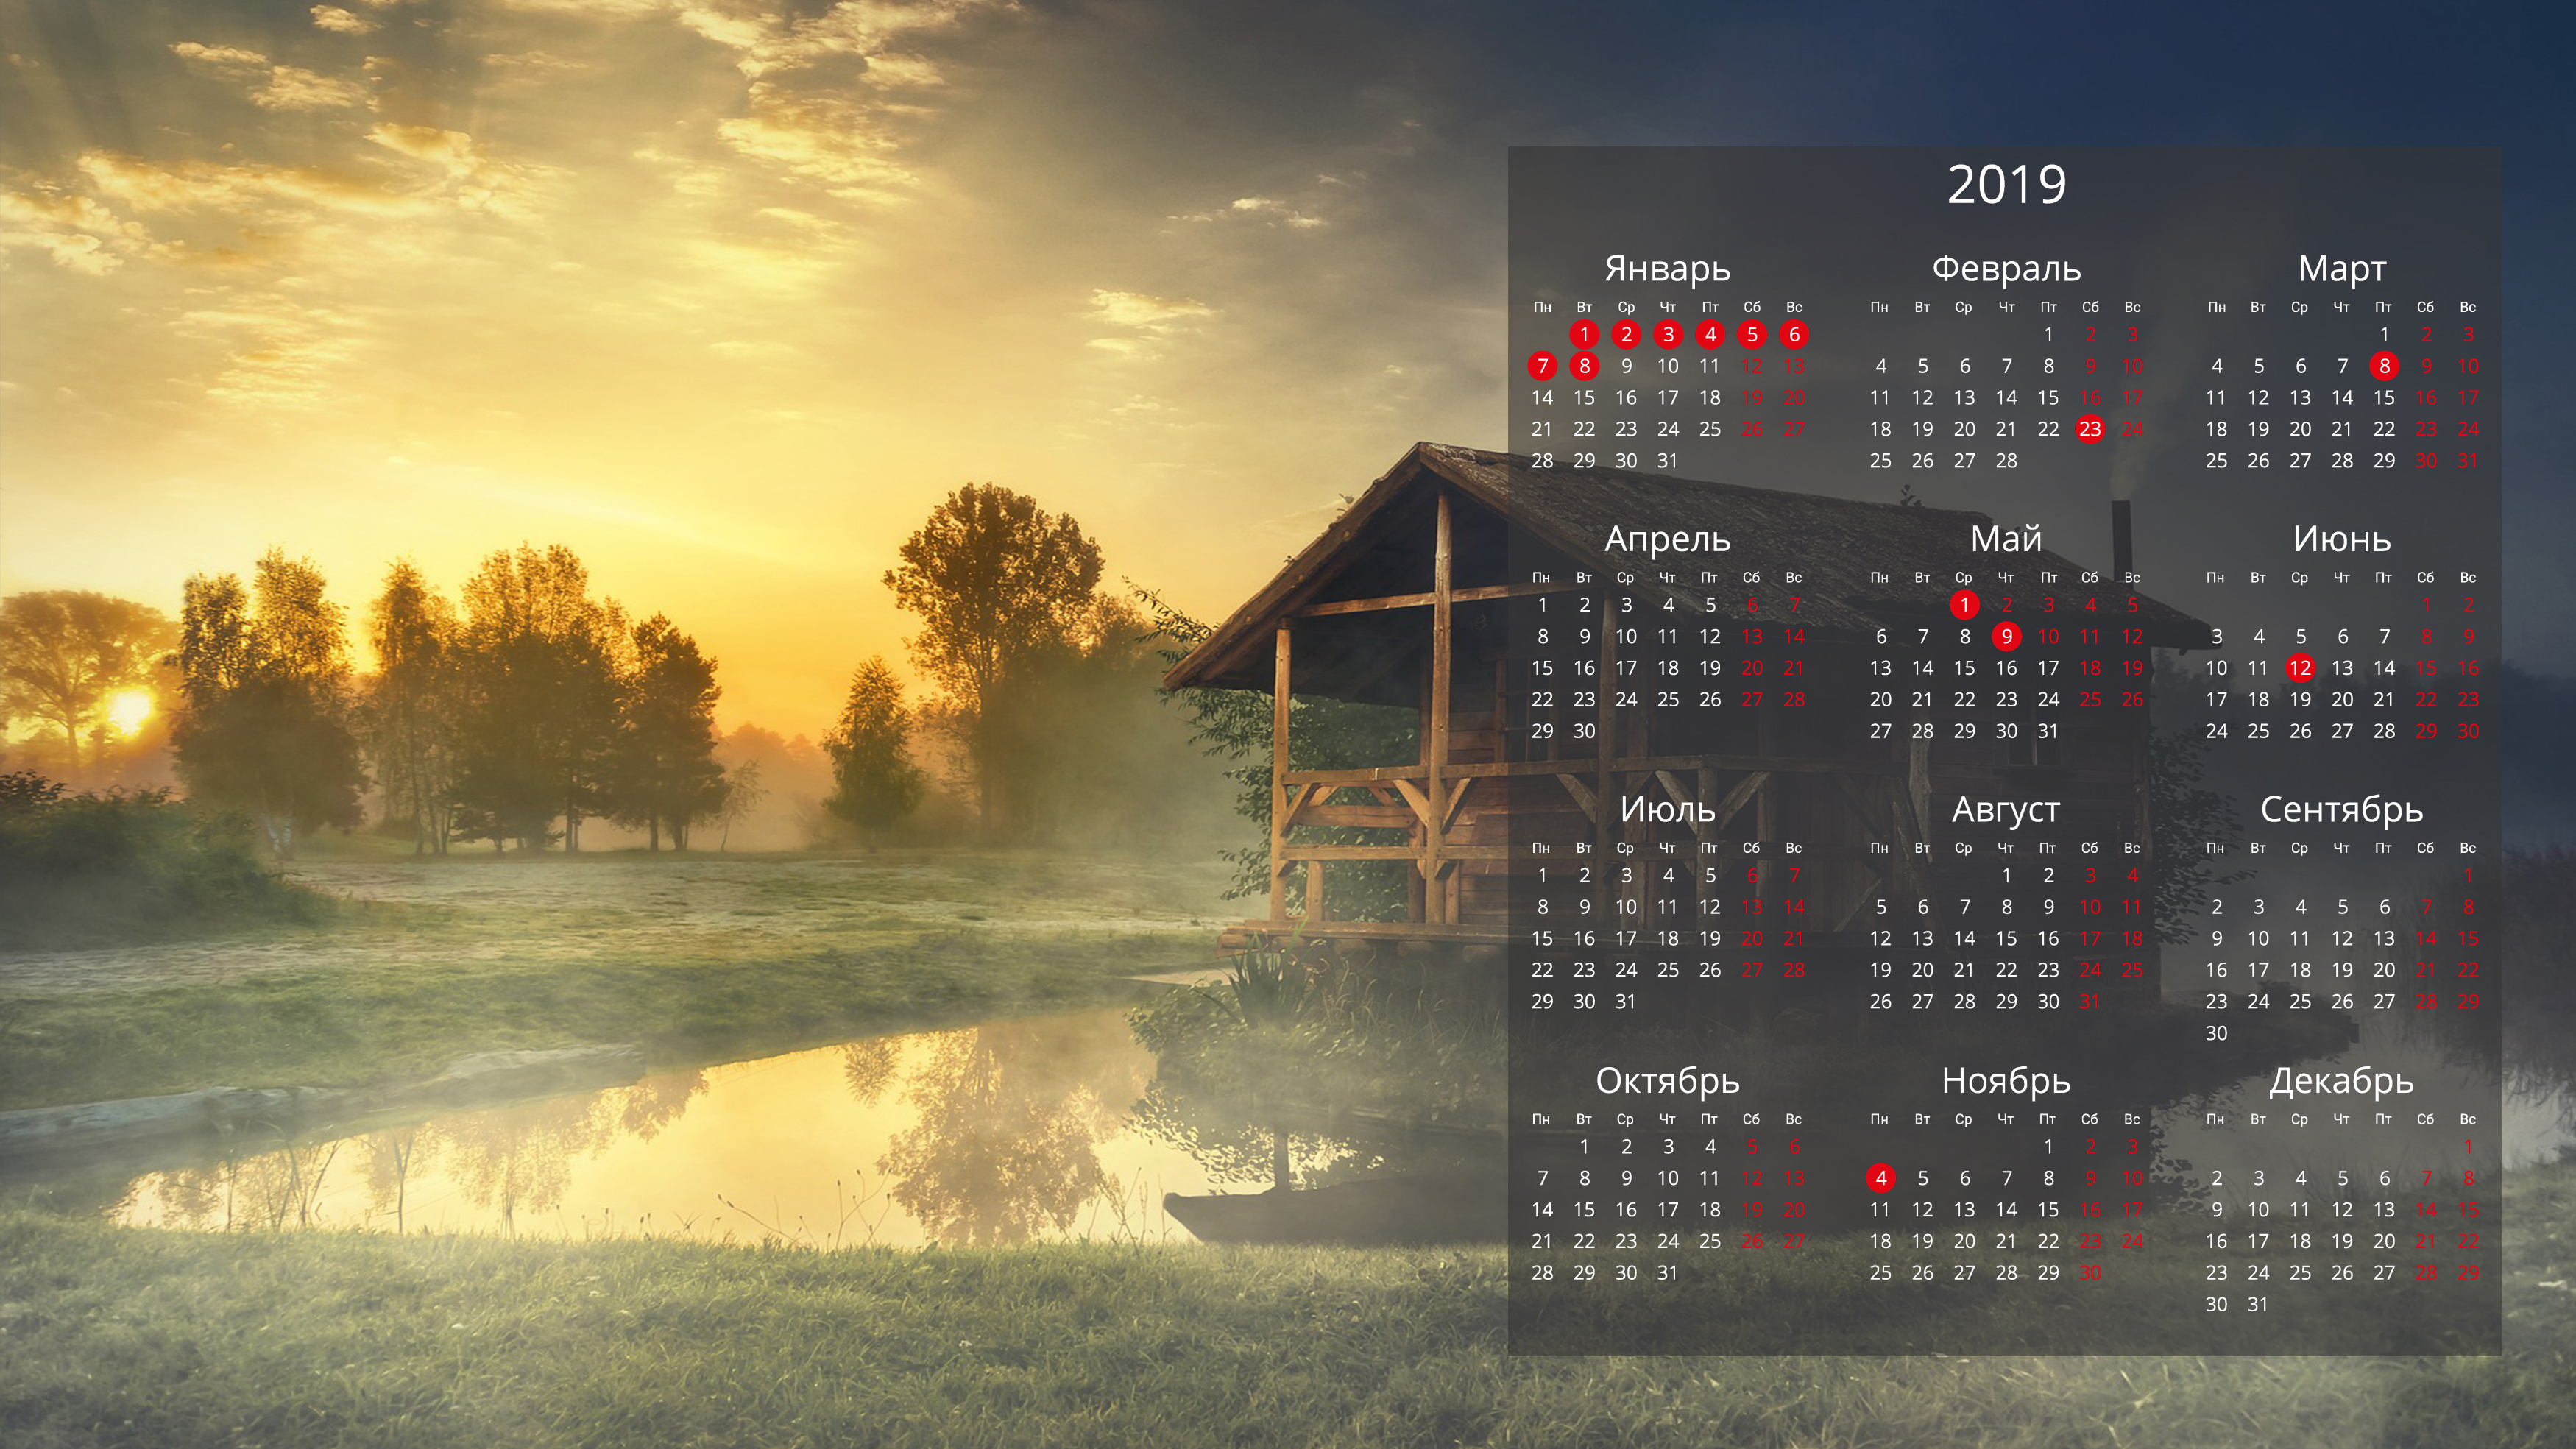 2019
Январь
Пн Вт Ср Чт Пт Сб Вс
1 2 3 4 5 6
7 8 9 10 11 12 13
14 15 16 17 18 19 20
21 22 23 24 25 26 27
28 29 30 31
Февраль
Пн Вт Ср Чт Пт Сб Вс
1 2 3
4 5 6 7 8 9 10
11 12 13 14 15 16 17
18 19 20 21 22 23 24
25 26 27 28
Март
Пн Вт Ср Чт Пт Сб Вс
1 2 3
4 5 6 7 8 9 10
11 12 13 14 15 16 17
18 19 20 21 22 23 24
25 26 27 28 29 30 31
Апрель
Пн Вт Ср Чт Пт Сб Вс
1 2 3 4 5 6 7
8 9 10 11 12 13 14
15 16 17 18 19 20 21
22 23 24 25 26 27 28
29 30
Май
Пн Вт Ср Чт Пт Сб Вс
1 2 3 4 5
6 7 8 9 10 11 12
13 14 15 16 17 18 19
20 21 22 23 24 25 26
27 28 29 30 31
Июнь
Пн Вт Ср Чт Пт Сб Вс
1 2
3 4 5 6 7 8 9
10 11 12 13 14 15 16
17 18 19 20 21 22 23
24 25 26 27 28 29 30
Июль
Пн Вт Ср Чт Пт Сб Вс
1 2 3 4 5 6 7
8 9 10 11 12 13 14
15 16 17 18 19 20 21
22 23 24 25 26 27 28
29 30 31
Август
Пн Вт Ср Чт Пт Сб Вс
1 2 3 4
5 6 7 8 9 10 11
12 13 14 15 16 17 18
19 20 21 22 23 24 25
26 27 28 29 30 31
Сентябрь
Пн Вт Ср Чт Пт Сб Вс
1
2 3 4 5 6 7 8
9 10 11 12 13 14 15
16 17 18 19 20 21 22
23 24 25 26 27 28 29
30
Октябрь
Пн Вт Ср Чт Пт Сб Вс
1 2 3 4 5 6
7 8 9 10 11 12 13
14 15 16 17 18 19 20
21 22 23 24 25 26 27
28 29 30 31
Ноябрь
Пн Вт Ср Чт Пт Сб Вс
1 2 3
4 5 6 7 8 9 10
11 12 13 14 15 16 17
18 19 20 21 22 23 24
25 26 27 28 29 30
Декабрь
Пн Вт Ср Чт Пт Сб Вс
1
2 3 4 5 6 7 8
9 10 11 12 13 14 15
16 17 18 19 20 21 22
23 24 25 26 27 28 29
30 31